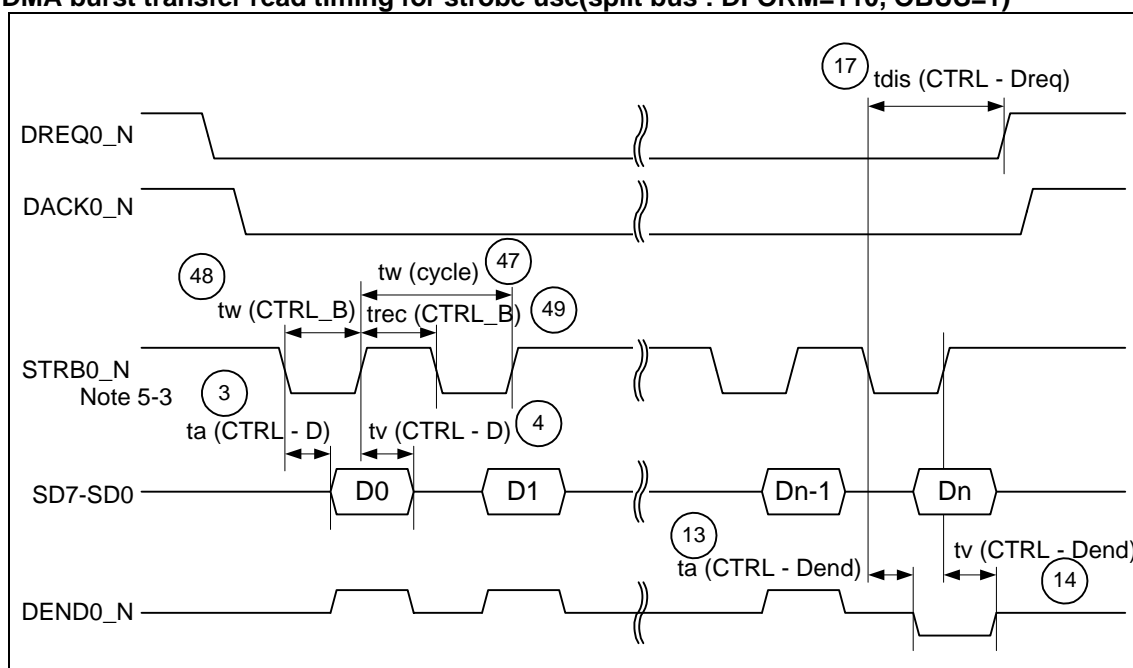 DMA burst transfer read timing for strobe use(split bus : DFORM=110, OBUS=1)
17
tdis (CTRL - Dreq)
DREQ0_N
DACK0_N
48
tw (cycle) 47
tw (CTRL_B) trec (CTRL_B) 49
STRB0_N
Note 5-3
3
ta (CTRL - D) tv (CTRL - D) 4
SD7-SD0 D0 D1 Dn-1 Dn
13
ta (CTRL - Dend) tv (CTRL - Dend)
14
DEND0_N